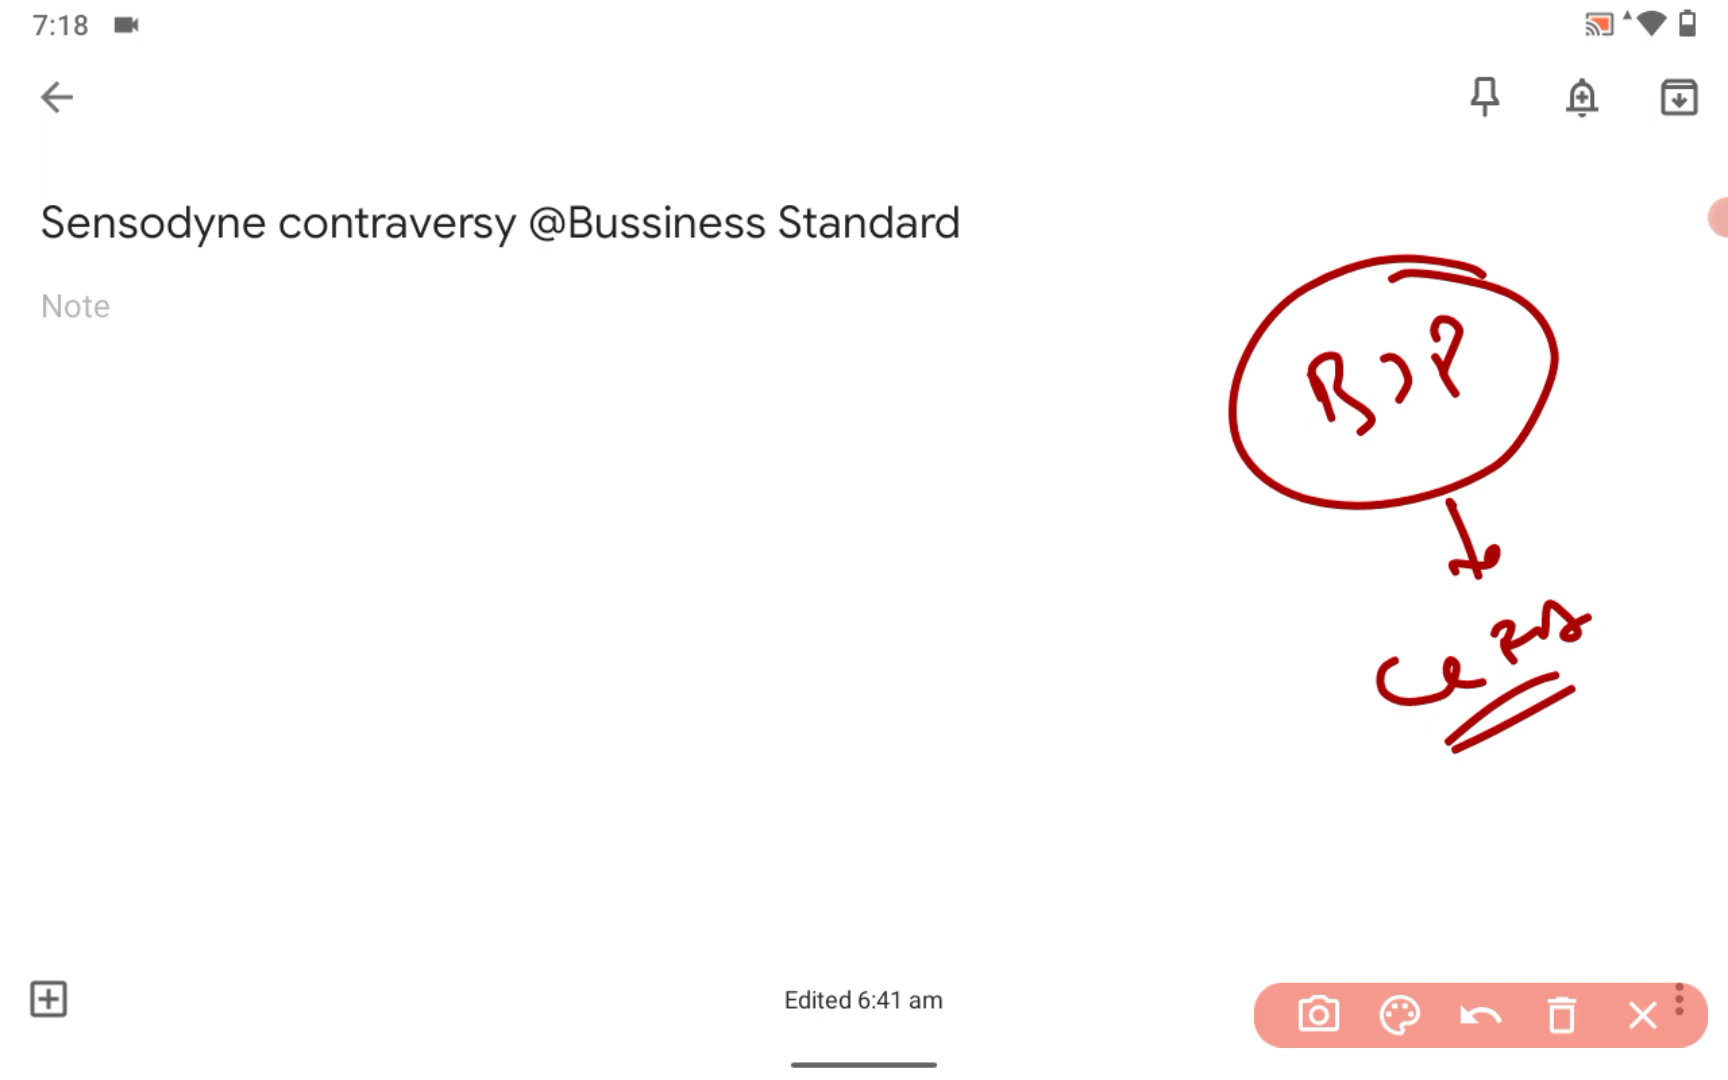 7:18
Sensodyne contraversy @Bussiness Standard
Note
BJP
Edited 6:41 am